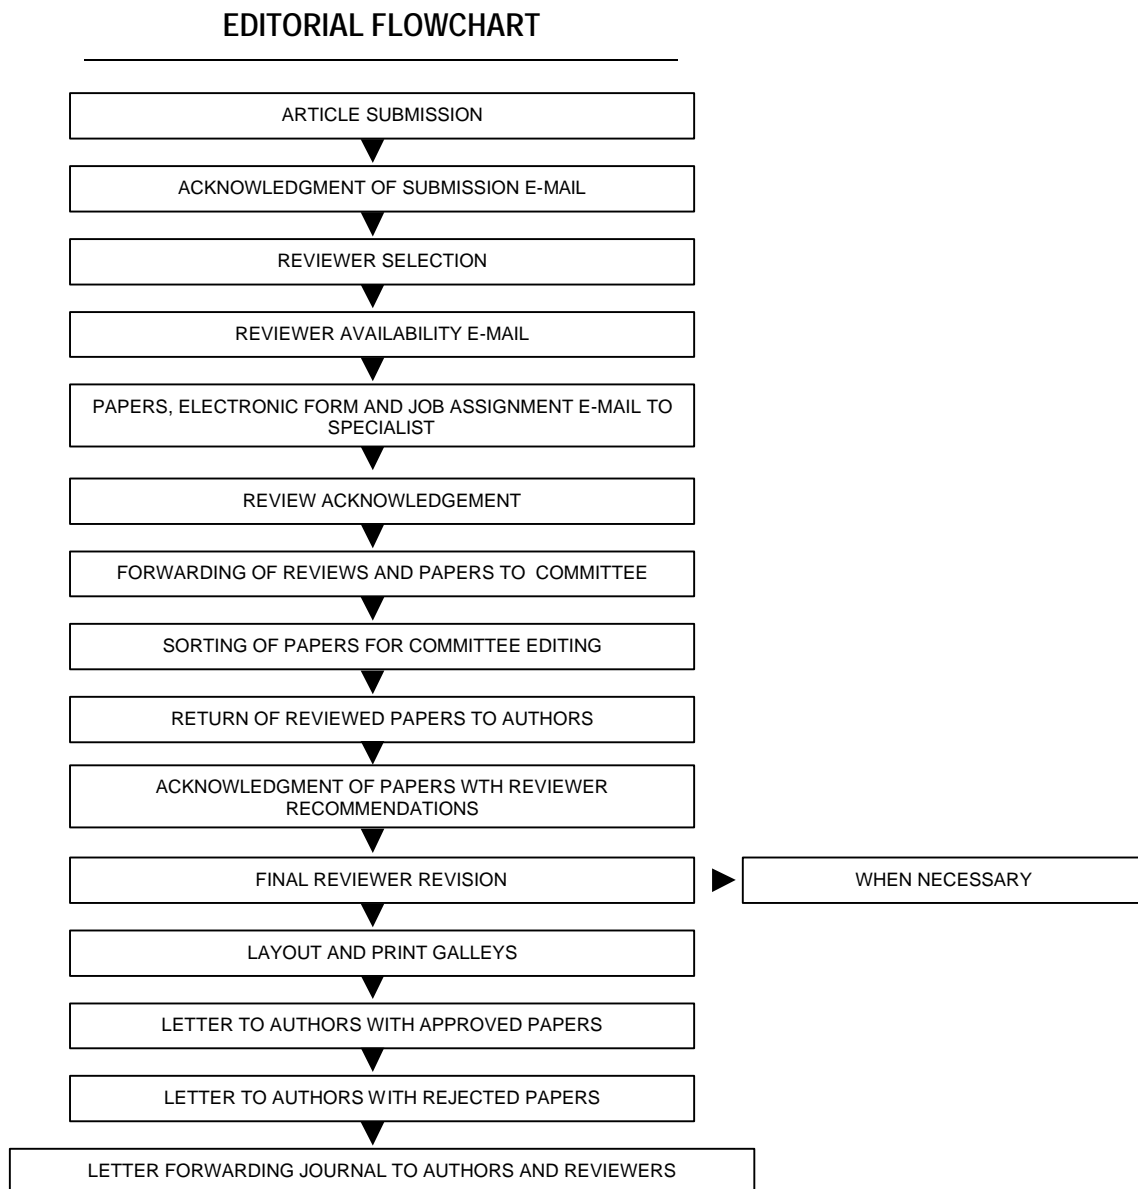 EDITORIAL FLOWCHART
ARTICLE SUBMISSION
ACKNOWLEDGMENT OF SUBMISSION E-MAIL
REVIEWER SELECTION
REVIEWER AVAILABILITY E-MAIL
PAPERS, ELECTRONIC FORM AND JOB ASSIGNMENT E-MAIL TO
SPECIALIST
REVIEW ACKNOWLEDGEMENT
FORWARDING OF REVIEWS AND PAPERS TO COMMITTEE
SORTING OF PAPERS FOR COMMITTEE EDITING
RETURN OF REVIEWED PAPERS TO AUTHORS
ACKNOWLEDGMENT OF PAPERS WTH REVIEWER
RECOMMENDATIONS
FINAL REVIEWER REVISION
WHEN NECESSARY
LAYOUT AND PRINT GALLEYS
LETTER TO AUTHORS WITH APPROVED PAPERS
LETTER TO AUTHORS WITH REJECTED PAPERS
LETTER FORWARDING JOURNAL TO AUTHORS AND REVIEWERS